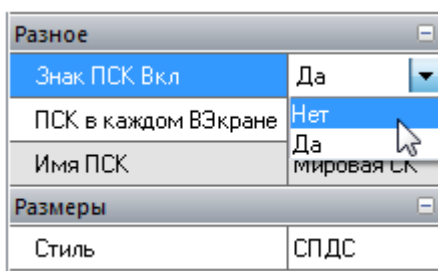 Разное
Знак ПСК Вкл Да
ПСК в каждом ВЭкране Нет
Да
Имя ПСК Мировая СК
Размеры
Стиль СПДС